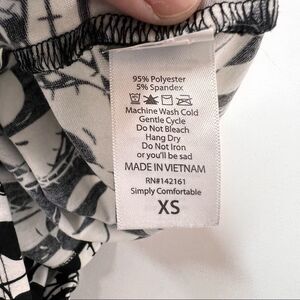 95% Polyester
5% Spandex
Machine Wash Cold
Gentle Cycle
Do Not Bleach
Hang Dry
Do Not Iron
or you'll be sad
MADE IN VIETNAM
RN#142161
Simply Comfortable
XS